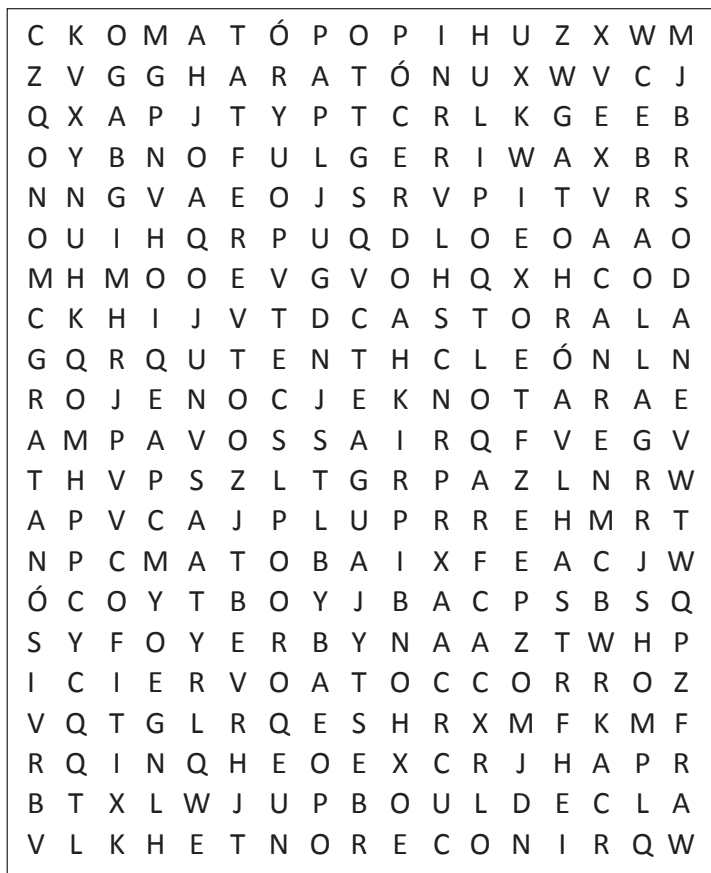 C K O M A T Ó P O P I H U Z X W M
Z V G G H A R A T Ó N U X W V C J
Q X A P J T Y P T C R L K G E E B
O Y B N O F U L G E R I W A X B R
N N G V A E O J S R V P I T V R S
O U I H Q R P U Q D L O E O A A O
M H M O O E V G V O H Q X H C O D
C K H I J V T D C A S T O R A L A
G Q R Q U T E N T H C L E Ó N L N
R O J E N O C J E K N O T A R A E
A M P A V O S S A I R Q F V E G V
T H V P S Z L T G R P A Z L N R W
A P V C A J P L U P R R E H M R T
N P C M A T O B A I X F E A C J W
Ó C O Y T B O Y J B A C P S B S Q
S Y F O Y E R B Y N A A Z T W H P
I C I E R V O A T O C C O R R O Z
V Q T G L R Q E S H R X M F K M F
R Q I N Q H E O E X C R J H A P R
B T X L W J U P B O U L D E C L A
V L K H E T N O R E C O N I R Q W